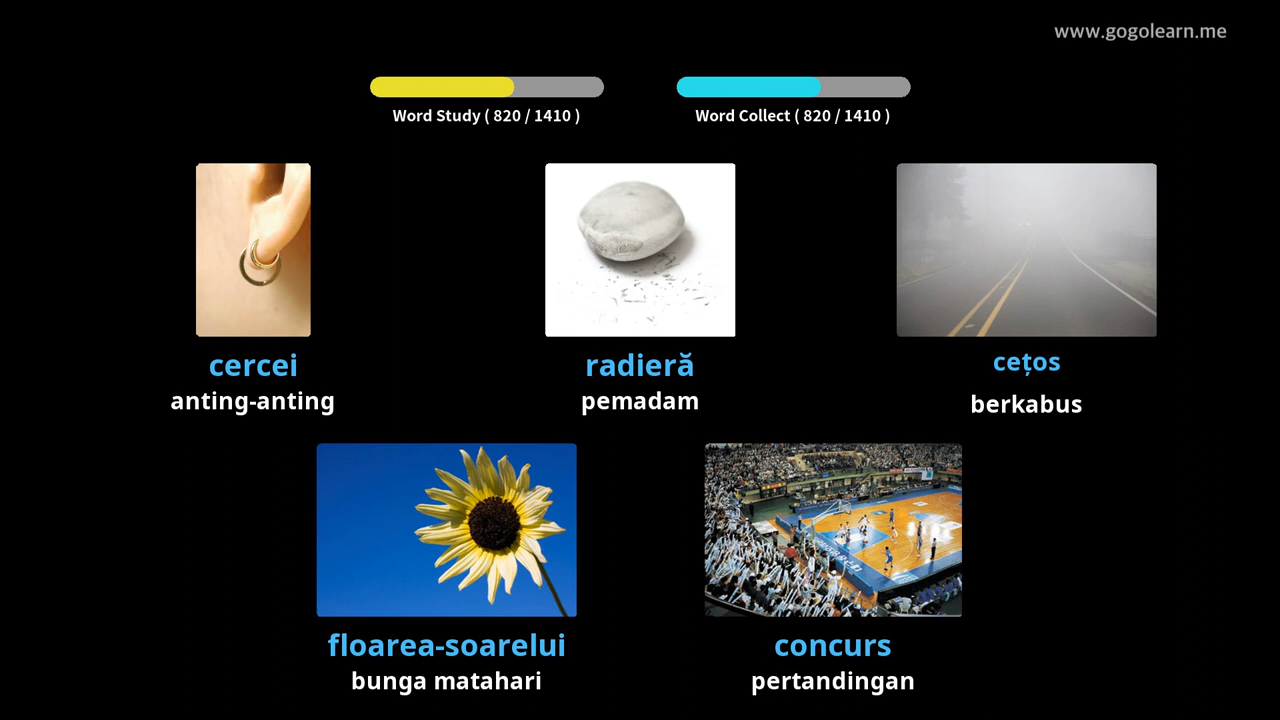 www.gogolearn.me
Word Study ( 820 / 1410 )
Word Collect ( 820 / 1410 )
cercei
anting-anting
radieră
pemadam
cețos
berkabus
floarea-soarelui
bunga matahari
concurs
pertandingan